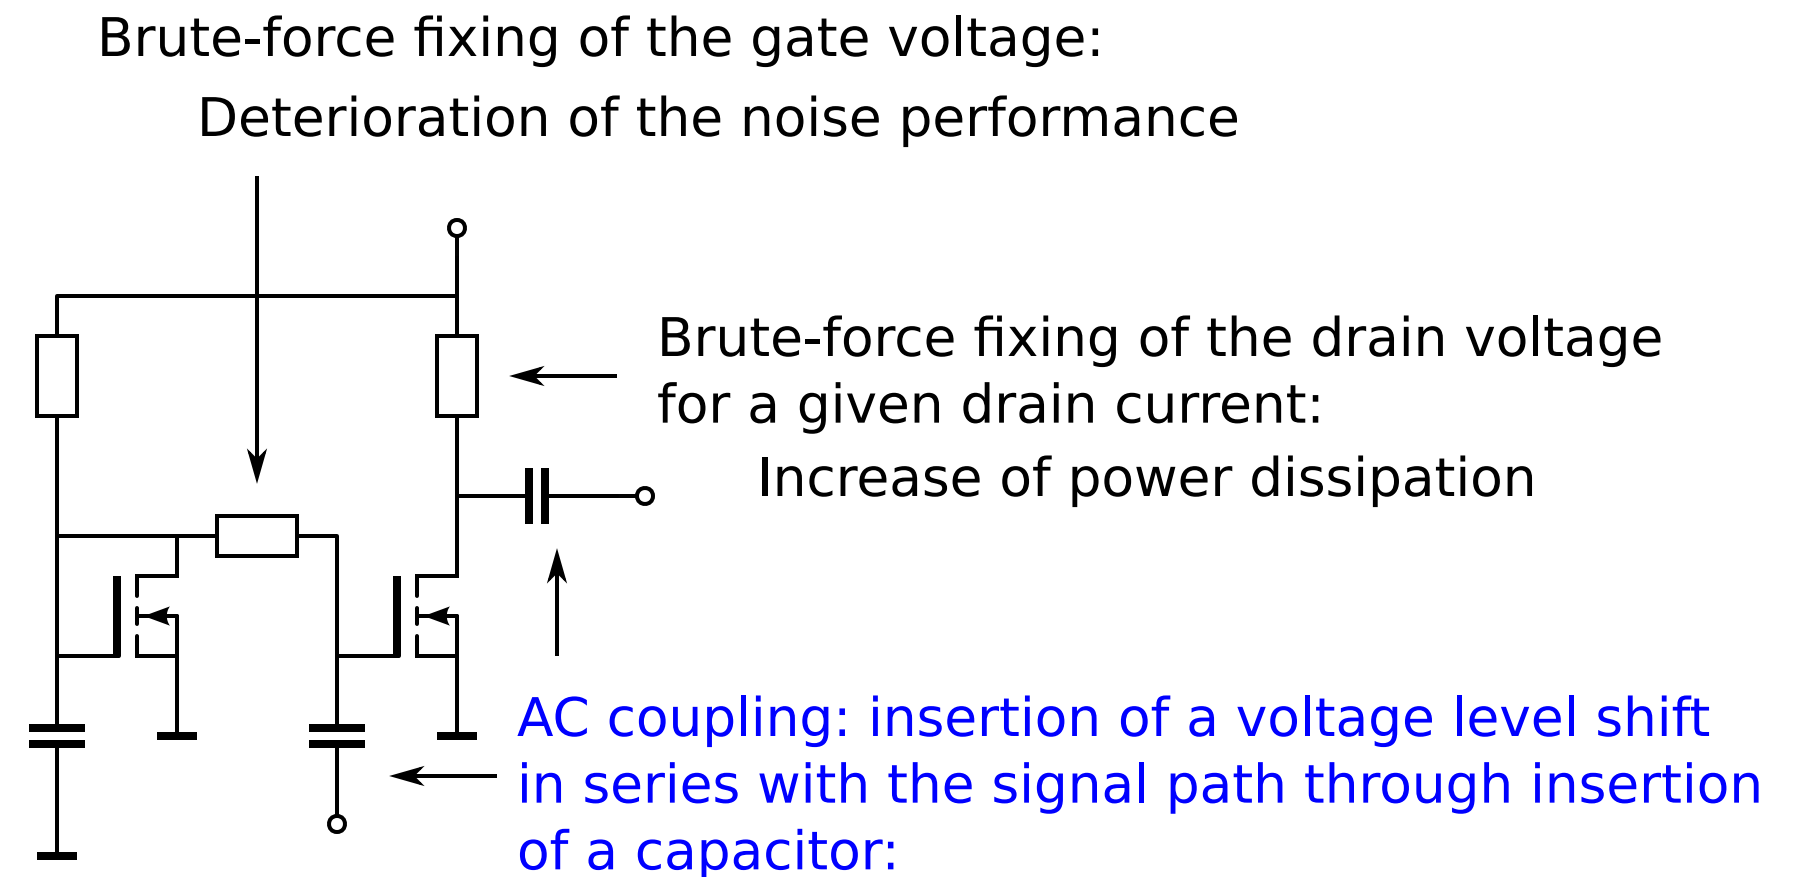 Brute-force fixing of the gate voltage:
Deterioration of the noise performance
Brute-force fixing of the drain voltage
for a given drain current:
Increase of power dissipation
AC coupling: insertion of a voltage level shift
in series with the signal path through insertion
of a capacitor: